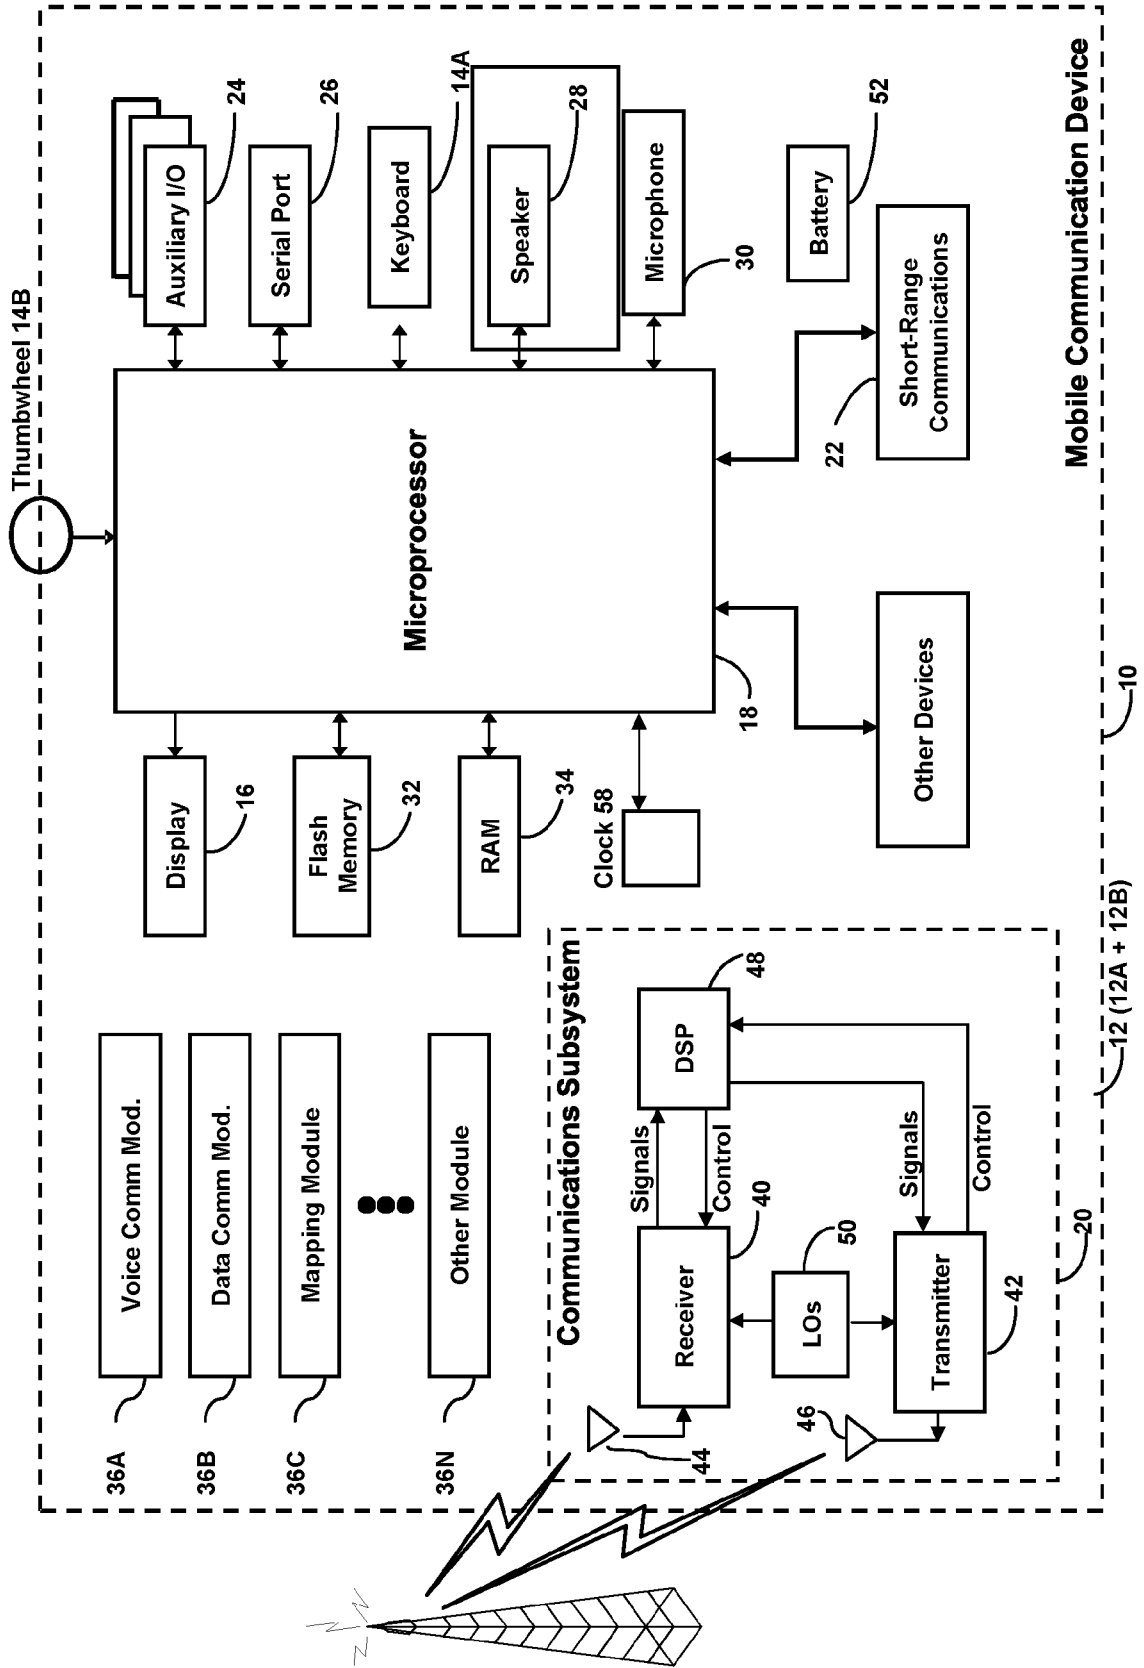 Thumbwheel 14B
Auxiliary I/O
24
Serial Port
26
Keyboard
14A
Speaker
28
Microphone
30
Battery
52
Short-Range
Communications
22
Microprocessor
18
Display
16
Flash
Memory
32
RAM
34
Clock 58
Other Devices
Mobile Communication Device
10
12 (12A + 12B)
Voice Comm Mod.
36A
Data Comm Mod.
36B
Mapping Module
36C
Other Module
36N
Communications Subsystem
DSP
48
Signals
Control
Receiver
40
LOs
50
Signals
Control
Transmitter
42
44
46
20